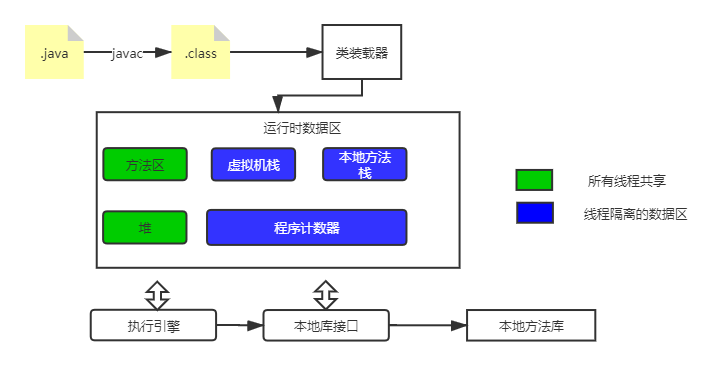 .java
javac
.class
类装载器
运行时数据区
方法区
虚拟机栈
本地方法
栈
所有线程共享
堆
程序计数器
线程隔离的数据区
执行引擎
本地库接口
本地方法库